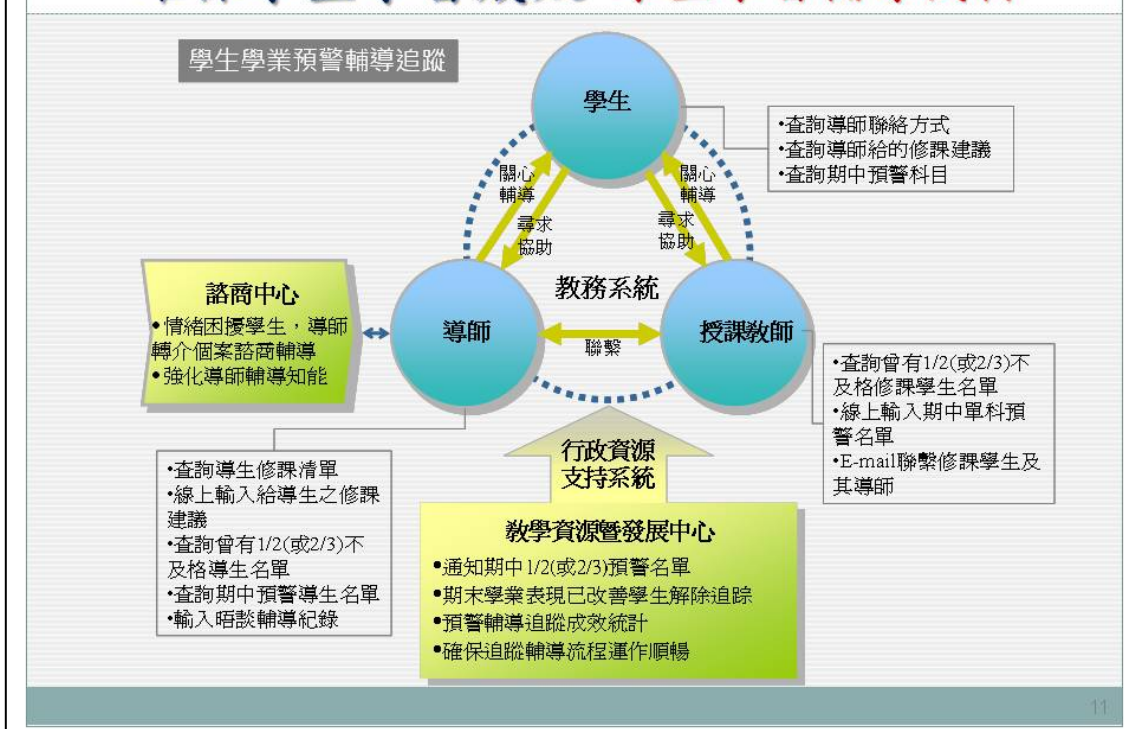 學生學業預警輔導追蹤
學生
•查詢導師聯絡方式
•查詢導師給的修課建議
•查詢期中預警科目
關心
輔導
尋求
協助
關心
輔導
尋求
協助
教務系統
諮商中心
•情緒困擾學生，導師
轉介個案諮商輔導
•強化導師輔導知能
導師
聯繫
授課教師
•查詢曾有1/2(或2/3)不
及格修課學生名單
•線上輸入期中單科預
警名單
•E-mail聯繫修課學生及
其導師
•查詢導生修課清單
•線上輸入給導生之修課
建議
•查詢曾有1/2(或2/3)不
及格導生名單
•查詢期中預警導生名單
•輸入晤談輔導紀錄
行政資源
支持系統
教學資源暨發展中心
•通知期中1/2(或2/3)預警名單
•期末學業表現已改善學生解除追踪
•預警輔導追蹤成效統計
•確保追蹤輔導流程運作順暢
11